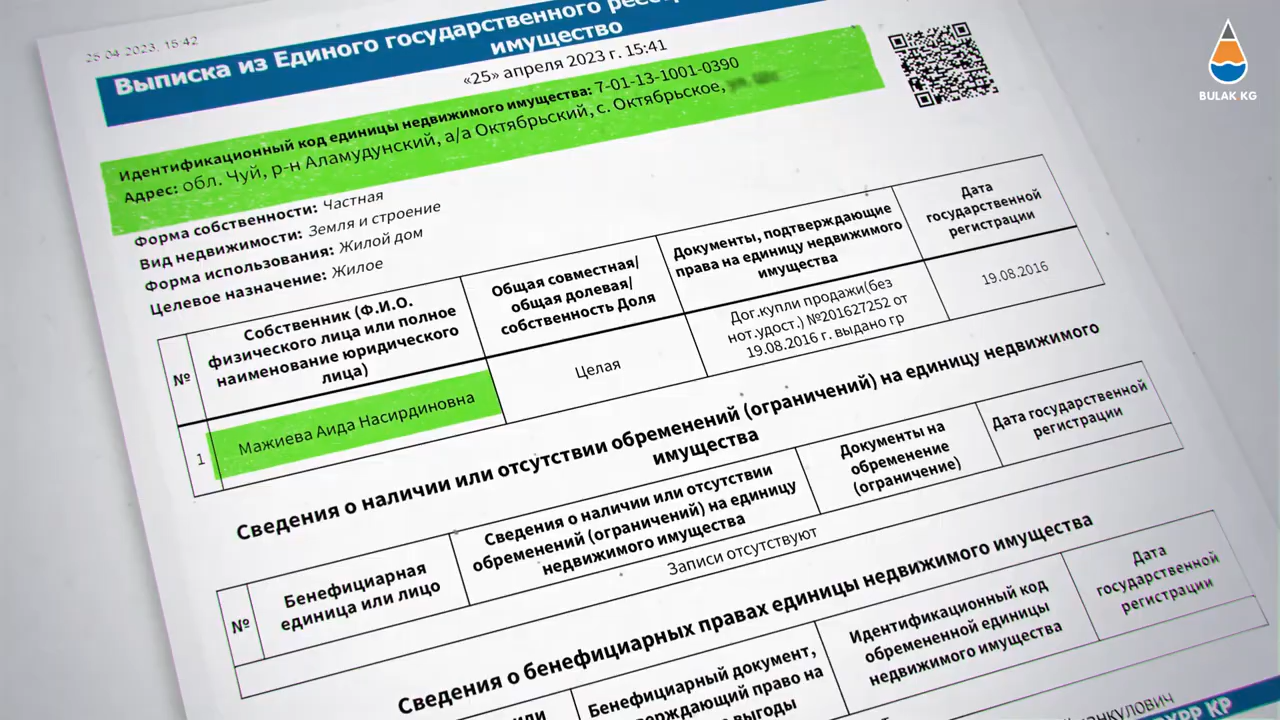 25 04 2023, 15:42
Выписка из Единого государственного
имущество
«25» апреля 2023 г. 15:41
Идентификационный код единицы недвижимого имущества: 7-01-13-1001-0390
Адрес: обл. Чуй, р-н Аламудунский, а/а Октябрьский, с. Октябрьское,
Форма собственности: Частная
Вид недвижимости: Земля и строение
Форма использования: Жилой дом
Целевое назначение: Жилое
№
Собственник (Ф.И.О.
физического лица или полное
наименование юридического
лица)
Общая совместная/
общая долевая/
собственность Доля
Документы, подтверждающие
права на единицу недвижимого
имущества
Дата
государственной
регистрации
1
Мажиева Аида Насирдиновна
Целая
Дог.купли продажи(без
нот.удост.) №201627252 от
19.08.2016 г. выдано гр
19.08.2016
Сведения о наличии или отсутствии обременений (ограничений) на единицу недвижимого
имущества
№
Бенефициарная
единица или лицо
Сведения о наличии или отсутствии
обременений (ограничений) на единицу
недвижимого имущества
Документы на
обременение
(ограничение)
Дата государственной
регистрации
Записи отсутствуют
Сведения о бенефициарных правах единицы недвижимого имущества
Бенефициарный документ,
право на
выгоды
Идентификационный код
обремененной единицы
недвижимого имущества
Дата
государственной
регистрации
КР
BULAK KG